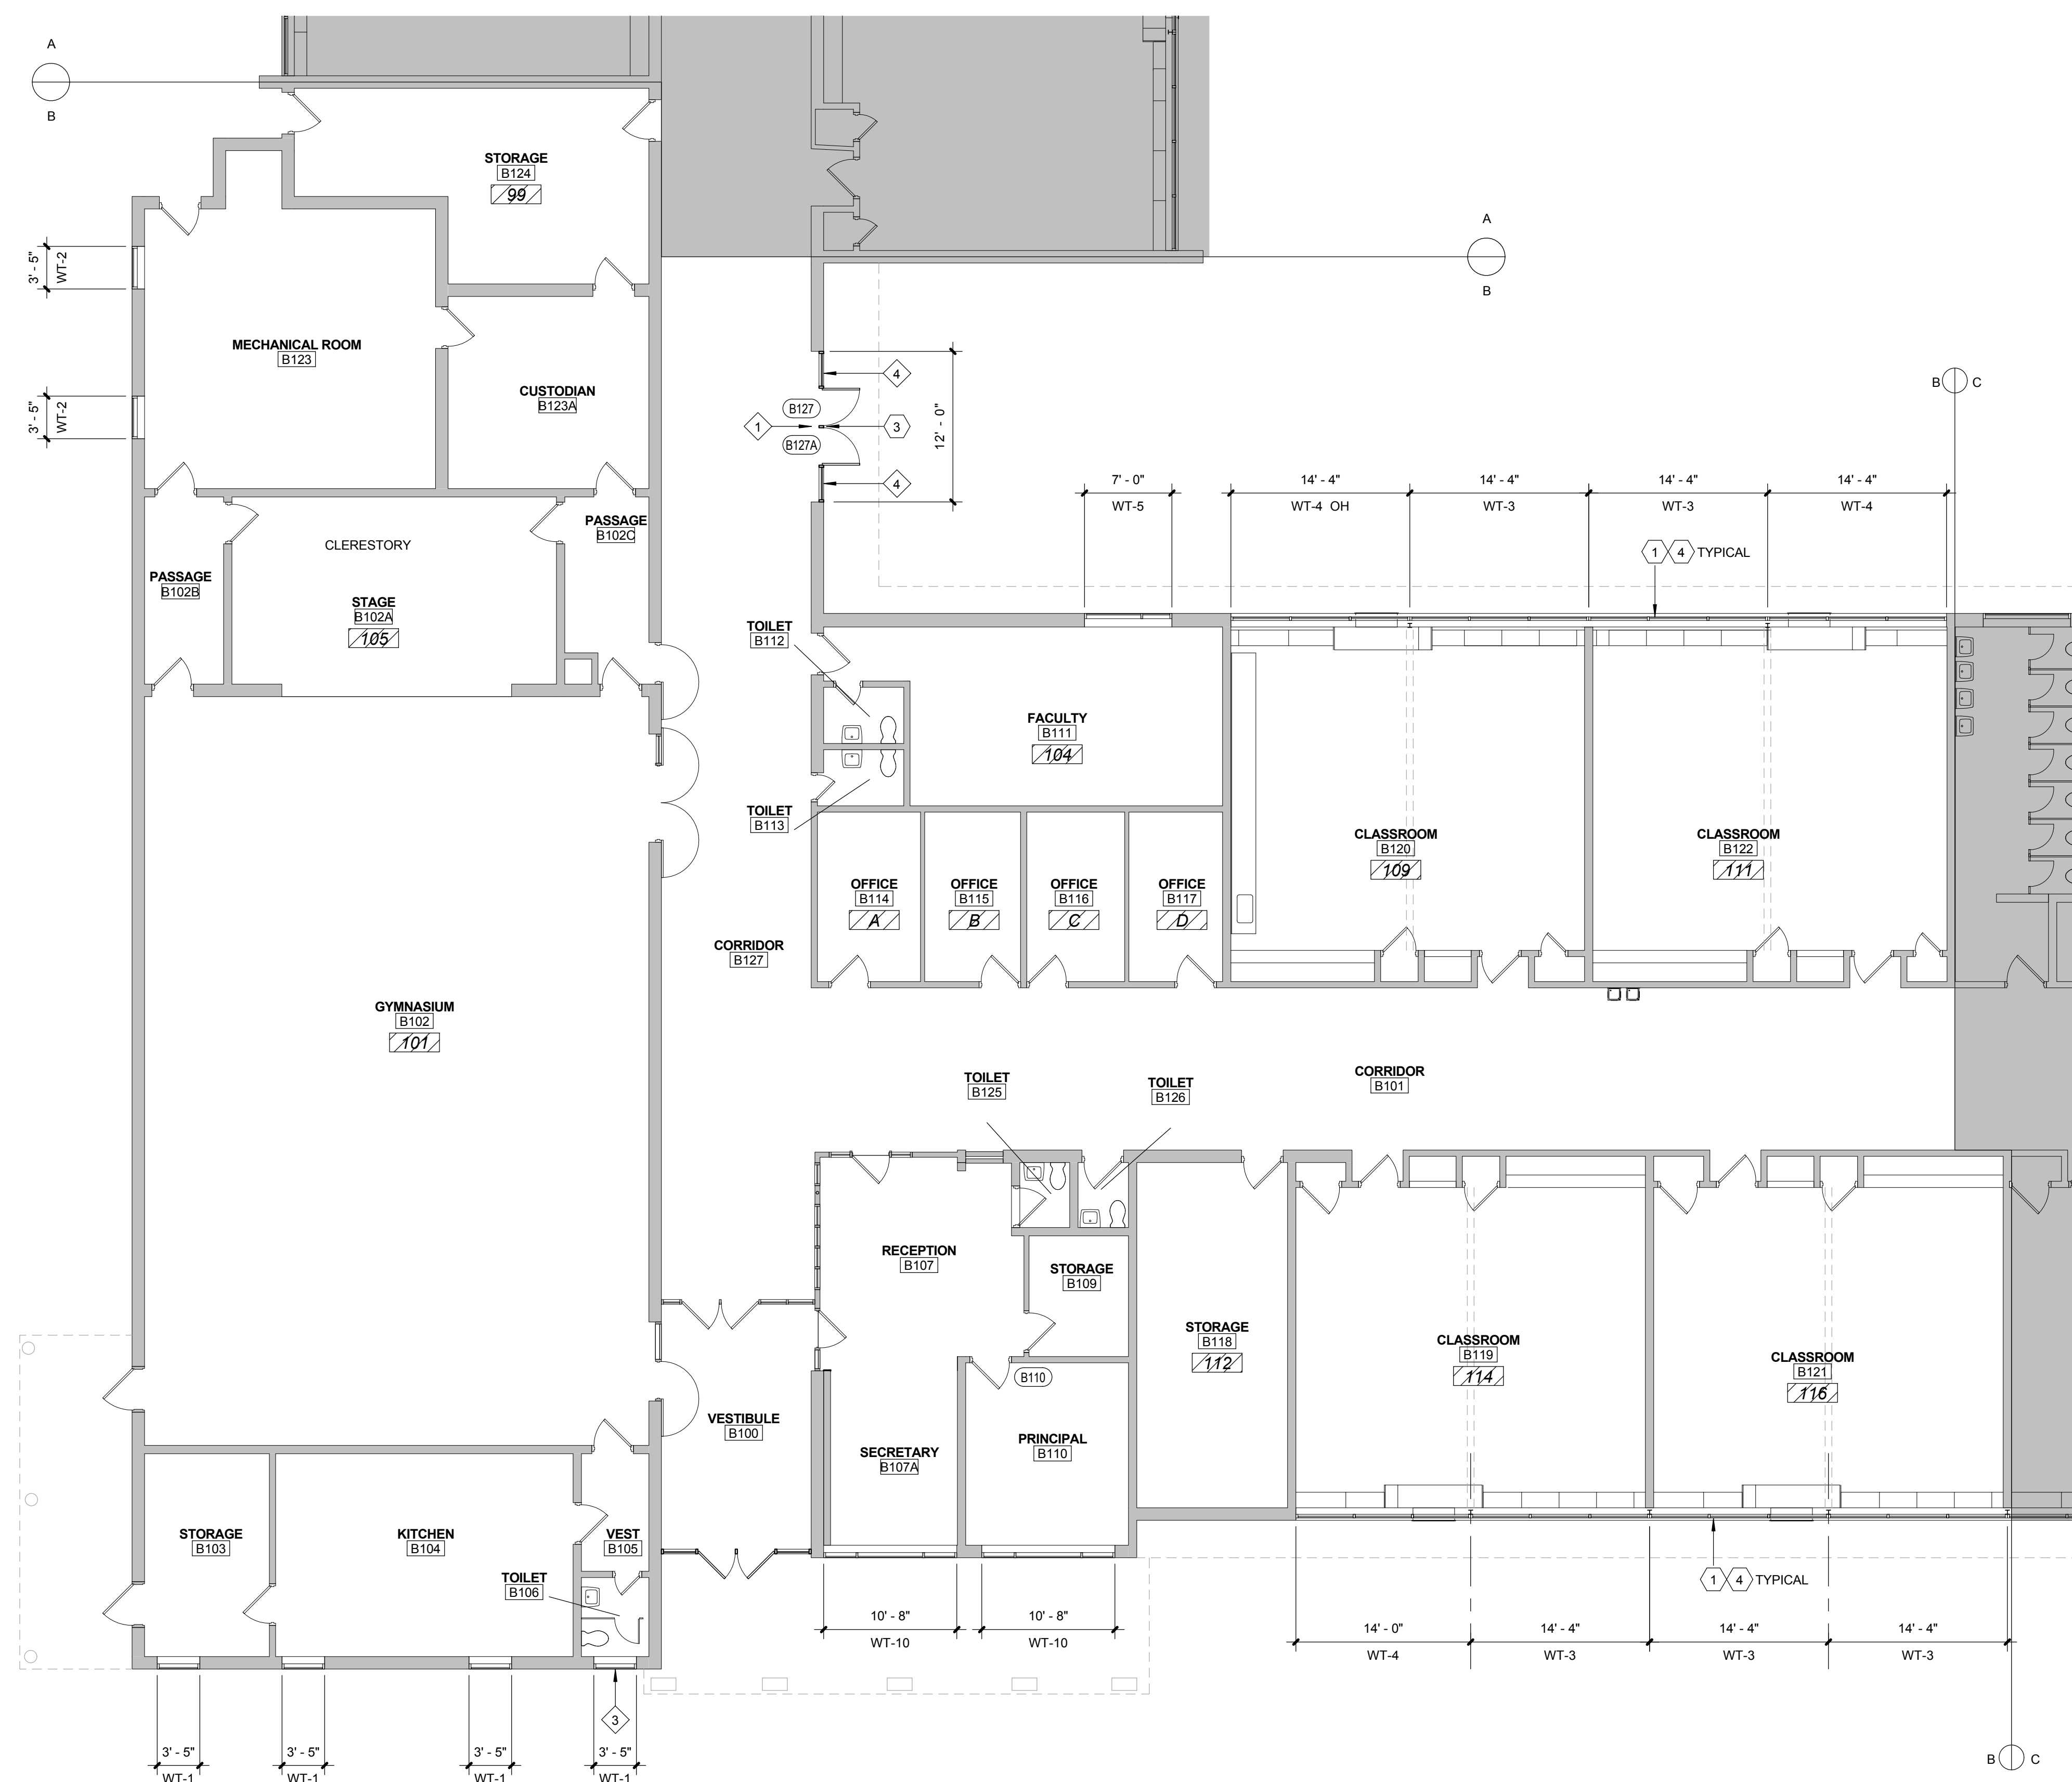 A
B
STORAGE
B124
99
A
B
3' - 5"
WT-2
MECHANICAL ROOM
B123
3' - 5"
WT-2
CUSTODIAN
B123A
4
B127
1
3
B127A
4
12' - 0"
B
C
7' - 0"
WT-5
14' - 4"
WT-4 OH
14' - 4"
WT-3
14' - 4"
WT-3
14' - 4"
WT-4
1
4
TYPICAL
PASSAGE
B102C
CLERESTORY
PASSAGE
B102B
STAGE
B102A
105
TOILET
B112
FACULTY
B111
104
TOILET
B113
CLASSROOM
B120
109
CLASSROOM
B122
111
OFFICE
B114
A
OFFICE
B115
B
OFFICE
B116
C
OFFICE
B117
D
CORRIDOR
B127
GYMNASIUM
B102
101
TOILET
B125
TOILET
B126
CORRIDOR
B101
RECEPTION
B107
STORAGE
B109
STORAGE
B118
112
CLASSROOM
B119
114
CLASSROOM
B121
116
B110
VESTIBULE
B100
SECRETARY
B107A
PRINCIPAL
B110
STORAGE
B103
KITCHEN
B104
VEST
B105
TOILET
B106
1
4
TYPICAL
10' - 8"
WT-10
10' - 8"
WT-10
14' - 0"
WT-4
14' - 4"
WT-3
14' - 4"
WT-3
14' - 4"
WT-3
3
3' - 5"
WT-1
3' - 5"
WT-1
3' - 5"
WT-1
3' - 5"
WT-1
B
C